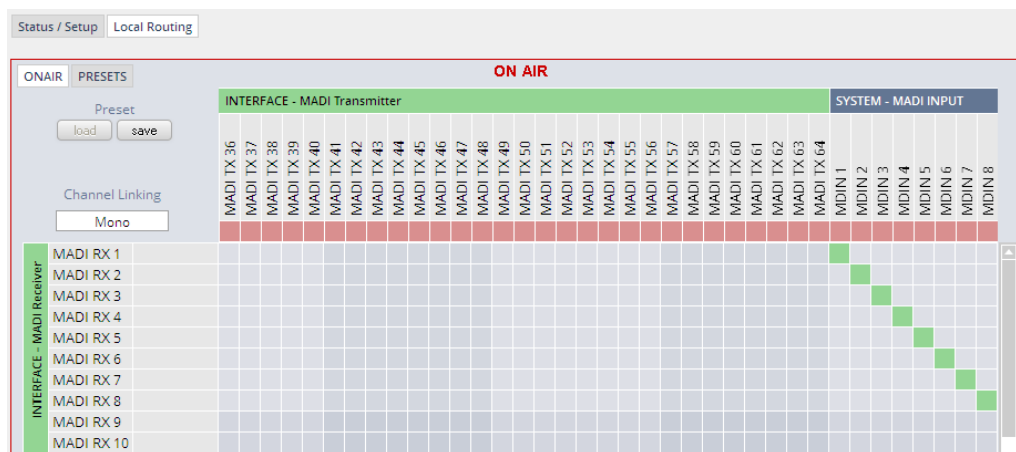 Status / Setup
Local Routing
ONAIR
PRESETS
ON AIR
Preset
load
save
Channel Linking
Mono
INTERFACE - MADI Transmitter
SYSTEM - MADI INPUT
MADI TX 36
MADI TX 37
MADI TX 38
MADI TX 39
MADI TX 40
MADI TX 41
MADI TX 42
MADI TX 43
MADI TX 44
MADI TX 45
MADI TX 46
MADI TX 47
MADI TX 48
MADI TX 49
MADI TX 50
MADI TX 51
MADI TX 52
MADI TX 53
MADI TX 54
MADI TX 55
MADI TX 56
MADI TX 57
MADI TX 58
MADI TX 59
MADI TX 60
MADI TX 61
MADI TX 62
MADI TX 63
MADI TX 64
MDIN 1
MDIN 2
MDIN 3
MDIN 4
MDIN 5
MDIN 6
MDIN 7
MDIN 8
INTERFACE - MADI Receiver
MADI RX 1
MADI RX 2
MADI RX 3
MADI RX 4
MADI RX 5
MADI RX 6
MADI RX 7
MADI RX 8
MADI RX 9
MADI RX 10